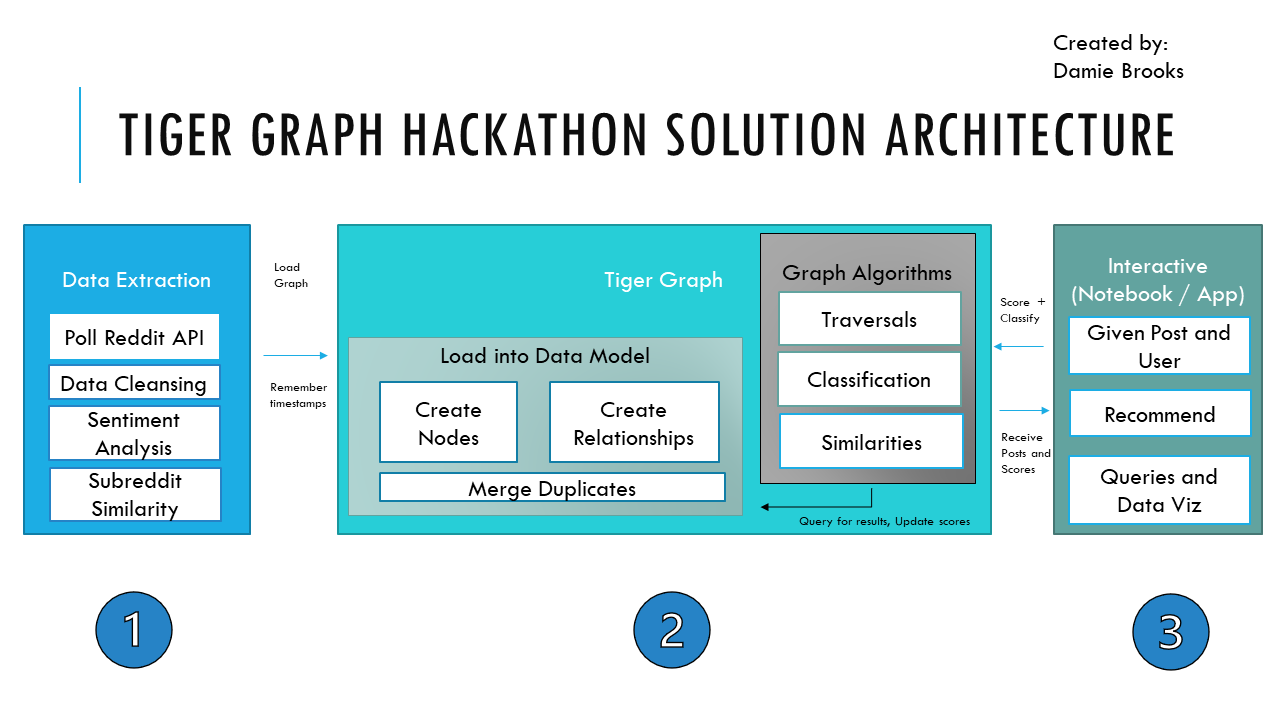 Created by:
Damie Brooks
TIGER GRAPH HACKATHON SOLUTION ARCHITECTURE
Data Extraction
Poll Reddit API
Data Cleansing
Sentiment
Analysis
Subreddit
Similarity
Load
Graph
Remember
timestamps
Tiger Graph
Load into Data Model
Create
Nodes
Create
Relationships
Merge Duplicates
Graph Algorithms
Traversals
Classification
Similarities
Query for results, Update scores
Score +
Classify
Receive
Posts and
Scores
Interactive
(Notebook / App)
Given Post and
User
Recommend
Queries and
Data Viz
1
2
3